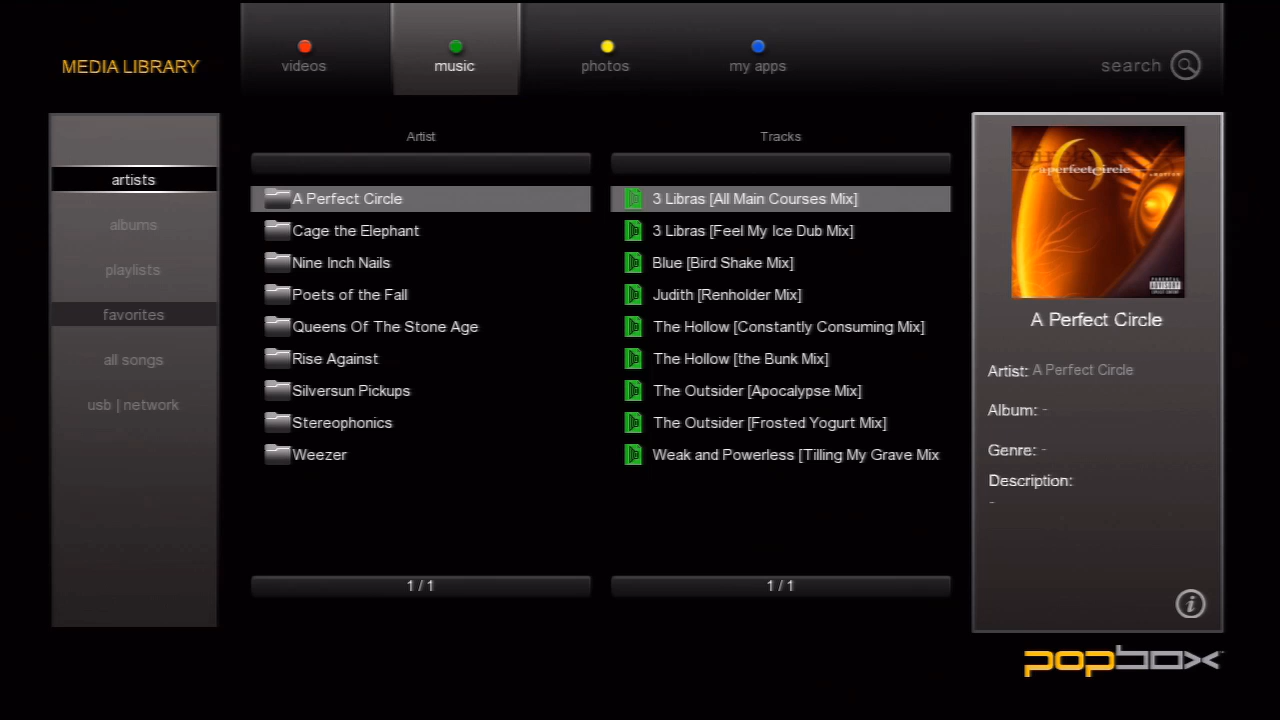 videos
music
photos
my apps
MEDIA LIBRARY
search
artists
albums
playlists
favorites
all songs
usb | network
Artist
A Perfect Circle
Cage the Elephant
Nine Inch Nails
Poets of the Fall
Queens Of The Stone Age
Rise Against
Silversun Pickups
Stereophonics
Weezer
1 / 1
Tracks
3 Libras [All Main Courses Mix]
3 Libras [Feel My Ice Dub Mix]
Blue [Bird Shake Mix]
Judith [Renholder Mix]
The Hollow [Constantly Consuming Mix]
The Hollow [the Bunk Mix]
The Outsider [Apocalypse Mix]
The Outsider [Frosted Yogurt Mix]
Weak and Powerless [Tilling My Grave Mix
1 / 1
aperfectCircle
PARENTAL
ADVISORY
A Perfect Circle
Artist: A Perfect Circle
Album: -
Genre: -
Description:
-
i
popbox